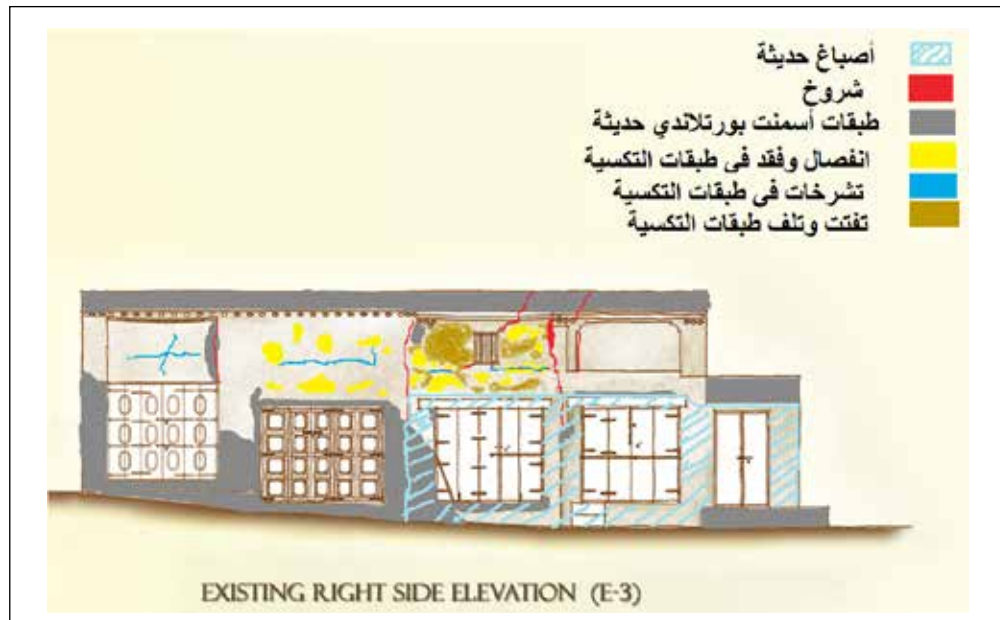 أصباغ حديثة
شروخ
طبقات أسمنت بورتلاندي حديثة
انفصال وفقد فى طبقات التكسية
تشرخات فى طبقات التكسية
تفتت وتلف طبقات التكسية
EXISTING RIGHT SIDE ELEVATION (E-3)